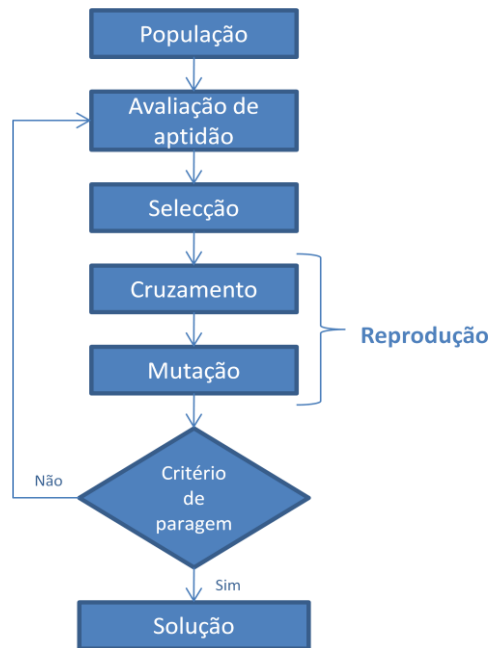 População
Avaliação de
aptidão
Selecção
Cruzamento
Reprodução
Mutação
Critério
de
paragem
Não
Sim
Solução